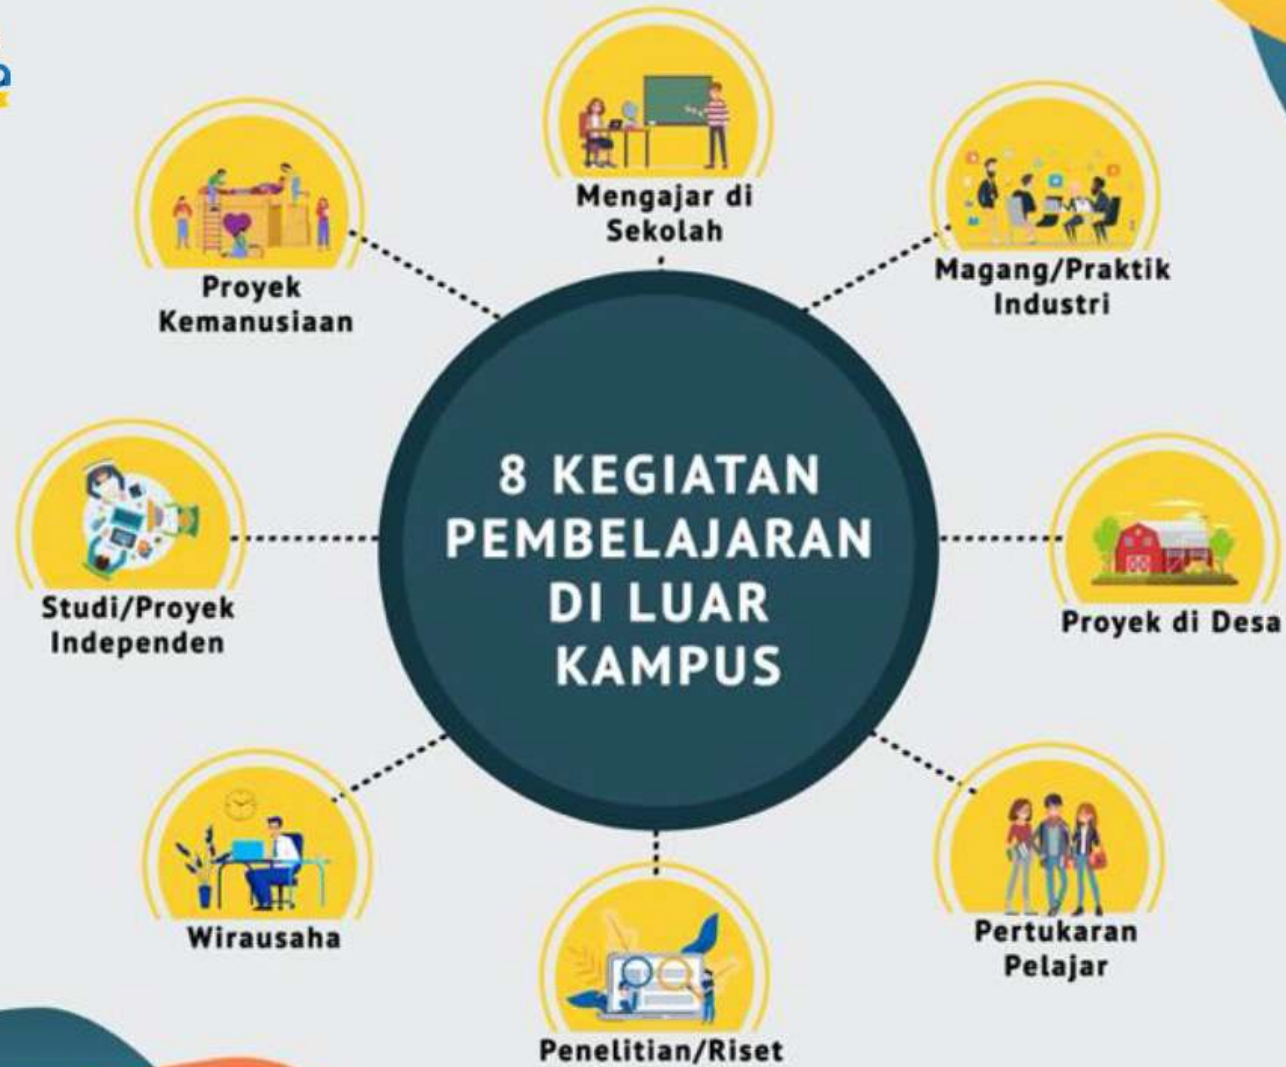 Mengajar di
Sekolah
Magang/Praktik
Industri
Proyek di Desa
Pertukaran
Pelajar
Penelitian/Riset
Wirausaha
Studi/Proyek
Independen
Proyek
Kemanusiaan
8 KEGIATAN
PEMBELAJARAN
DI LUAR
KAMPUS